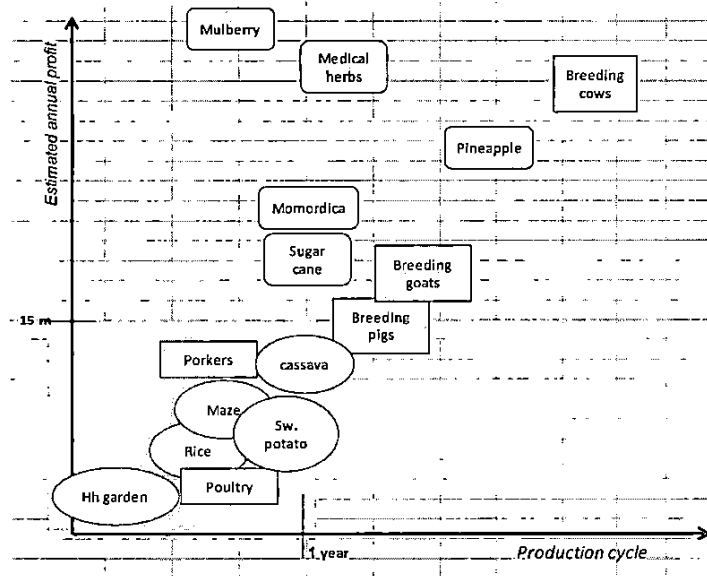 Estimated annual profit
Mulberry
Medical
herbs
Breeding
cows
Pineapple
Momordica
Sugar
cane
Breeding
goats
15 m
Breeding
pigs
Porkers
cassava
Maze
Sw.
potato
Rice
Poultry
Hh garden
1 year
Production cycle